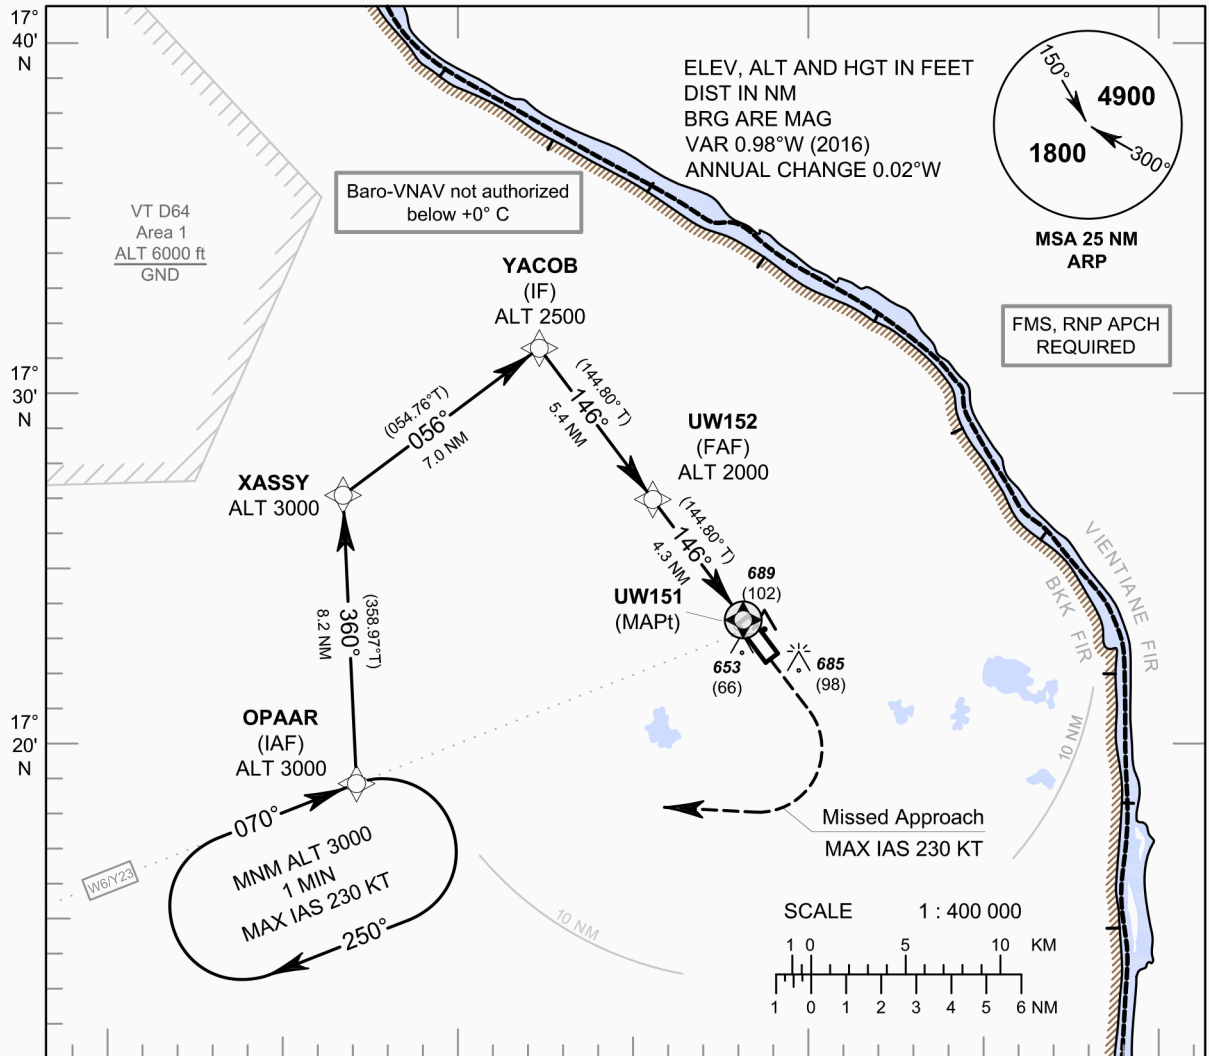 17°
40'
N
ELEV, ALT AND HGT IN FEET
DIST IN NM
BRG ARE MAG
VAR 0.98°W (2016)
ANNUAL CHANGE 0.02°W
150°
4900
1800
300°
MSA 25 NM
ARP
Baro-VNAV not authorized
below +0° C
VT D64
Area 1
ALT 6000 ft
GND
YACOB
(IF)
ALT 2500
FMS, RNP APCH
REQUIRED
17°
30'
N
(054.76°T)
056°
7.0 NM
(144.80° T)
146°
5.4 NM
UW152
(FAF)
ALT 2000
XASSY
ALT 3000
(144.80° T)
146°
4.3 NM
VIENTIANE FIR
BKK FIR
689
(102)
UW151
(MAPt)
653
(66)
685
(98)
(358.97°T)
360°
8.2 NM
OPAAR
(IAF)
ALT 3000
17°
20'
N
10 NM
070°
MNM ALT 3000
1 MIN
MAX IAS 230 KT
250°
W6/Y23
Missed Approach
MAX IAS 230 KT
10 NM
SCALE 1 : 400 000
1 0 5 10 KM
1 0 1 2 3 4 5 6 NM